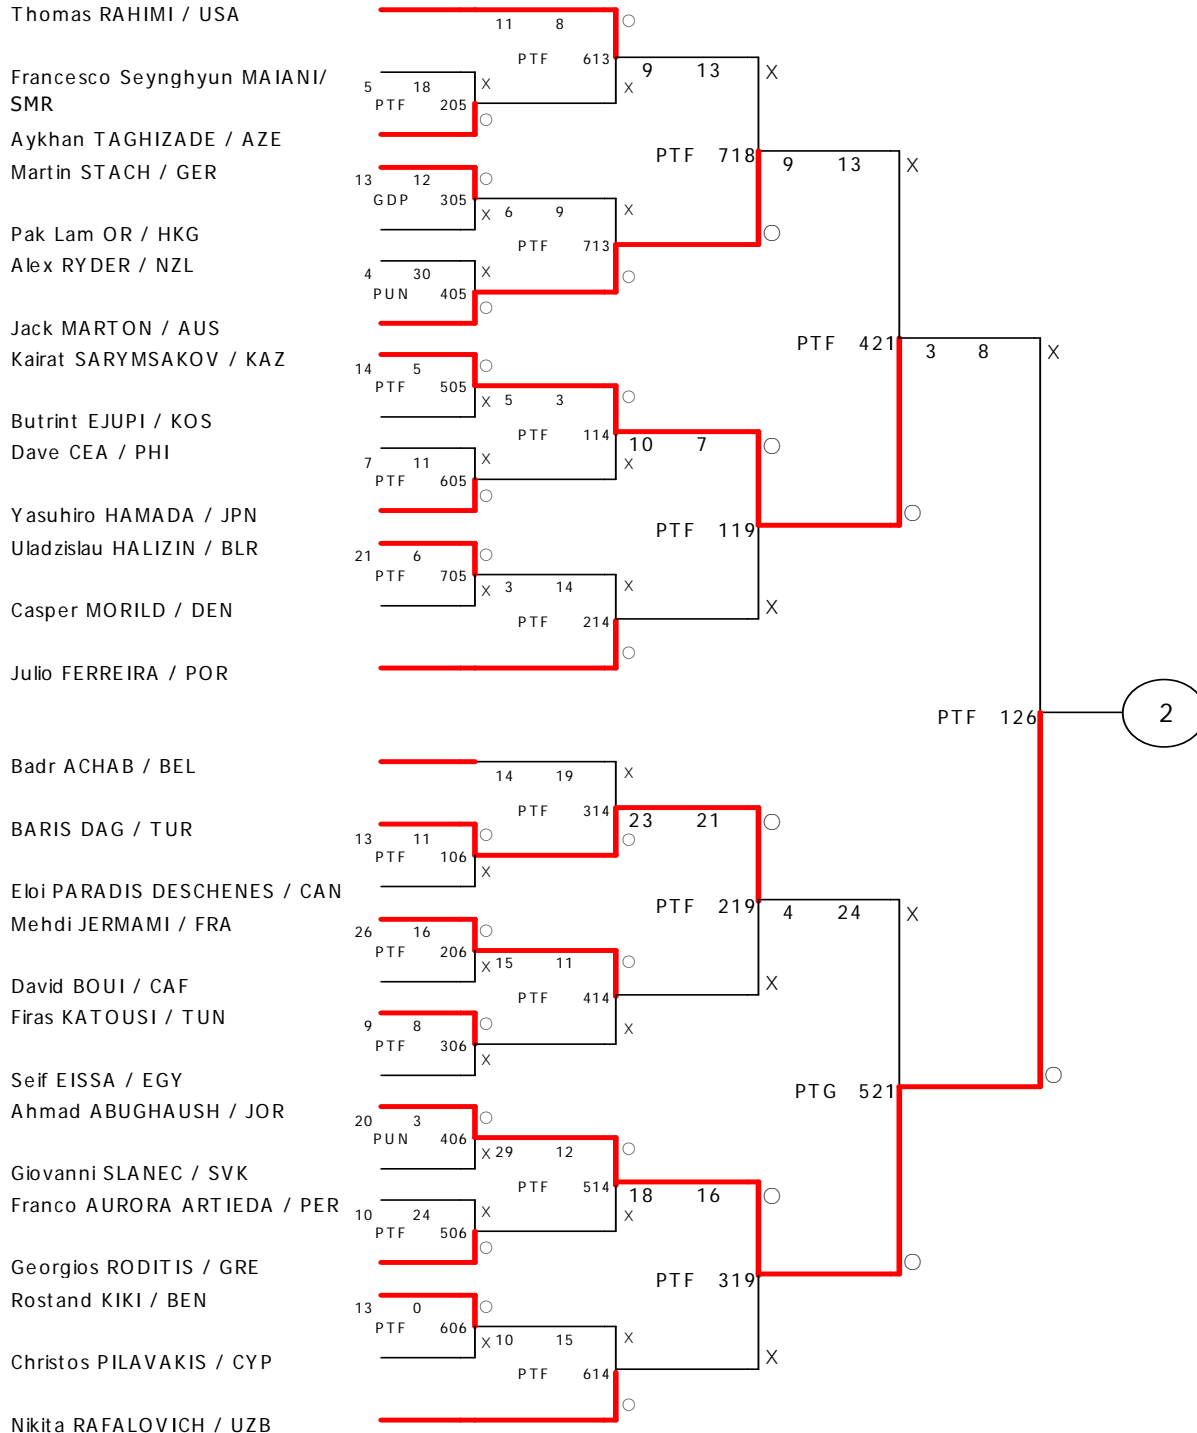 Thomas RAHIMI / USA
11 8
PTF 613
9 13 X
Francesco Seynghyun MAIANI/
SMR
5 18 X
PTF 205
X
Aykhan TAGHIZADE / AZE
PTF 718
9 13 X
Martin STACH / GER
13 12
GDP 305
X 6 9 X
Pak Lam OR / HKG
PTF 713
Alex RYDER / NZL
4 30 X
PUN 405
Jack MARTON / AUS
PTF 421
3 8 X
Kairat SARYMSAKOV / KAZ
14 5
PTF 505
X 5 3
Butrint EJUPI / KOS
PTF 114
10 7
Dave CEA / PHI
7 11 X
X
PTF 605
Yasuhiro HAMADA / JPN
PTF 119
Uladzislau HALIZIN / BLR
21 6
PTF 705
X 3 14 X
Casper MORILD / DEN
X
PTF 214
Julio FERREIRA / POR
PTF 126
2
Badr ACHAB / BEL
14 19 X
PTF 314
23 21
BARIS DAG / TUR
13 11
PTF 106
X
Eloi PARADIS DESCHENES / CAN
PTF 219
4 24 X
Mehdi JERMAMI / FRA
26 16
PTF 206
X 15 11
David BOUI / CAF
X
PTF 414
Firas KATOUSI / TUN
9 8
X
PTF 306
X
Seif EISSA / EGY
PTG 521
Ahmad ABUGHAUSH / JOR
20 3
PUN 406
X 29 12
Giovanni SLANEC / SVK
PTF 514
18 16
Franco AURORA ARTIEDA / PER
10 24 X
X
PTF 506
Georgios RODITIS / GRE
PTF 319
Rostand KIKI / BEN
13 0
PTF 606
X 10 15 X
Christos PILAVAKIS / CYP
X
PTF 614
Nikita RAFALOVICH / UZB